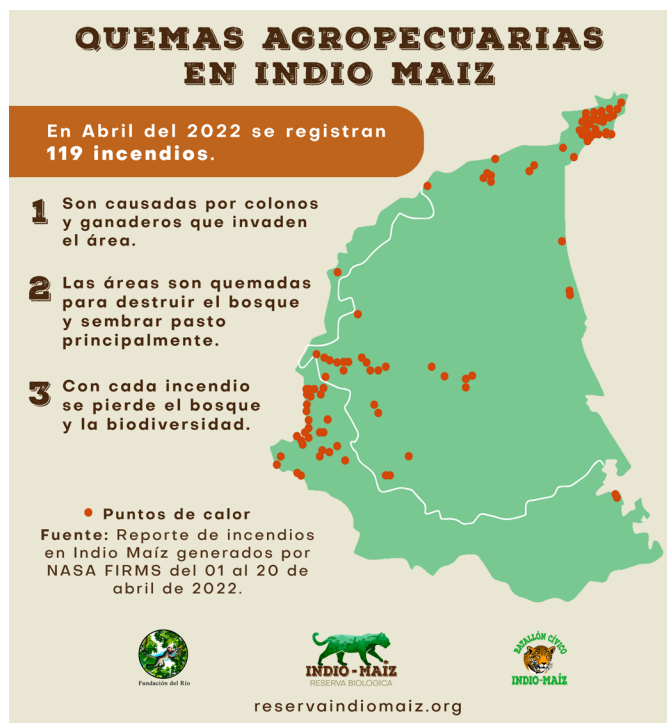 QUEMAS AGROPECUARIAS
EN INDIO MAIZ
En Abril del 2022 se registran
119 incendios.
1
Son causadas por colonos
y ganaderos que invaden
el área.
2
Las áreas son quemadas
para destruir el bosque
y sembrar pasto
principalmente.
3
Con cada incendio
se pierde el bosque
y la biodiversidad.
Puntos de calor
Fuente: Reporte de incendios
en Indio Maíz generados por
NASA FIRMS del 01 al 20 de
abril de 2022.
Fundación del Río
INDIO-MAÍZ
RESERVA BIOLOGICA
BATALLÓN CÍVICO
INDIO-MAÍZ
reservaindiomaiz.org